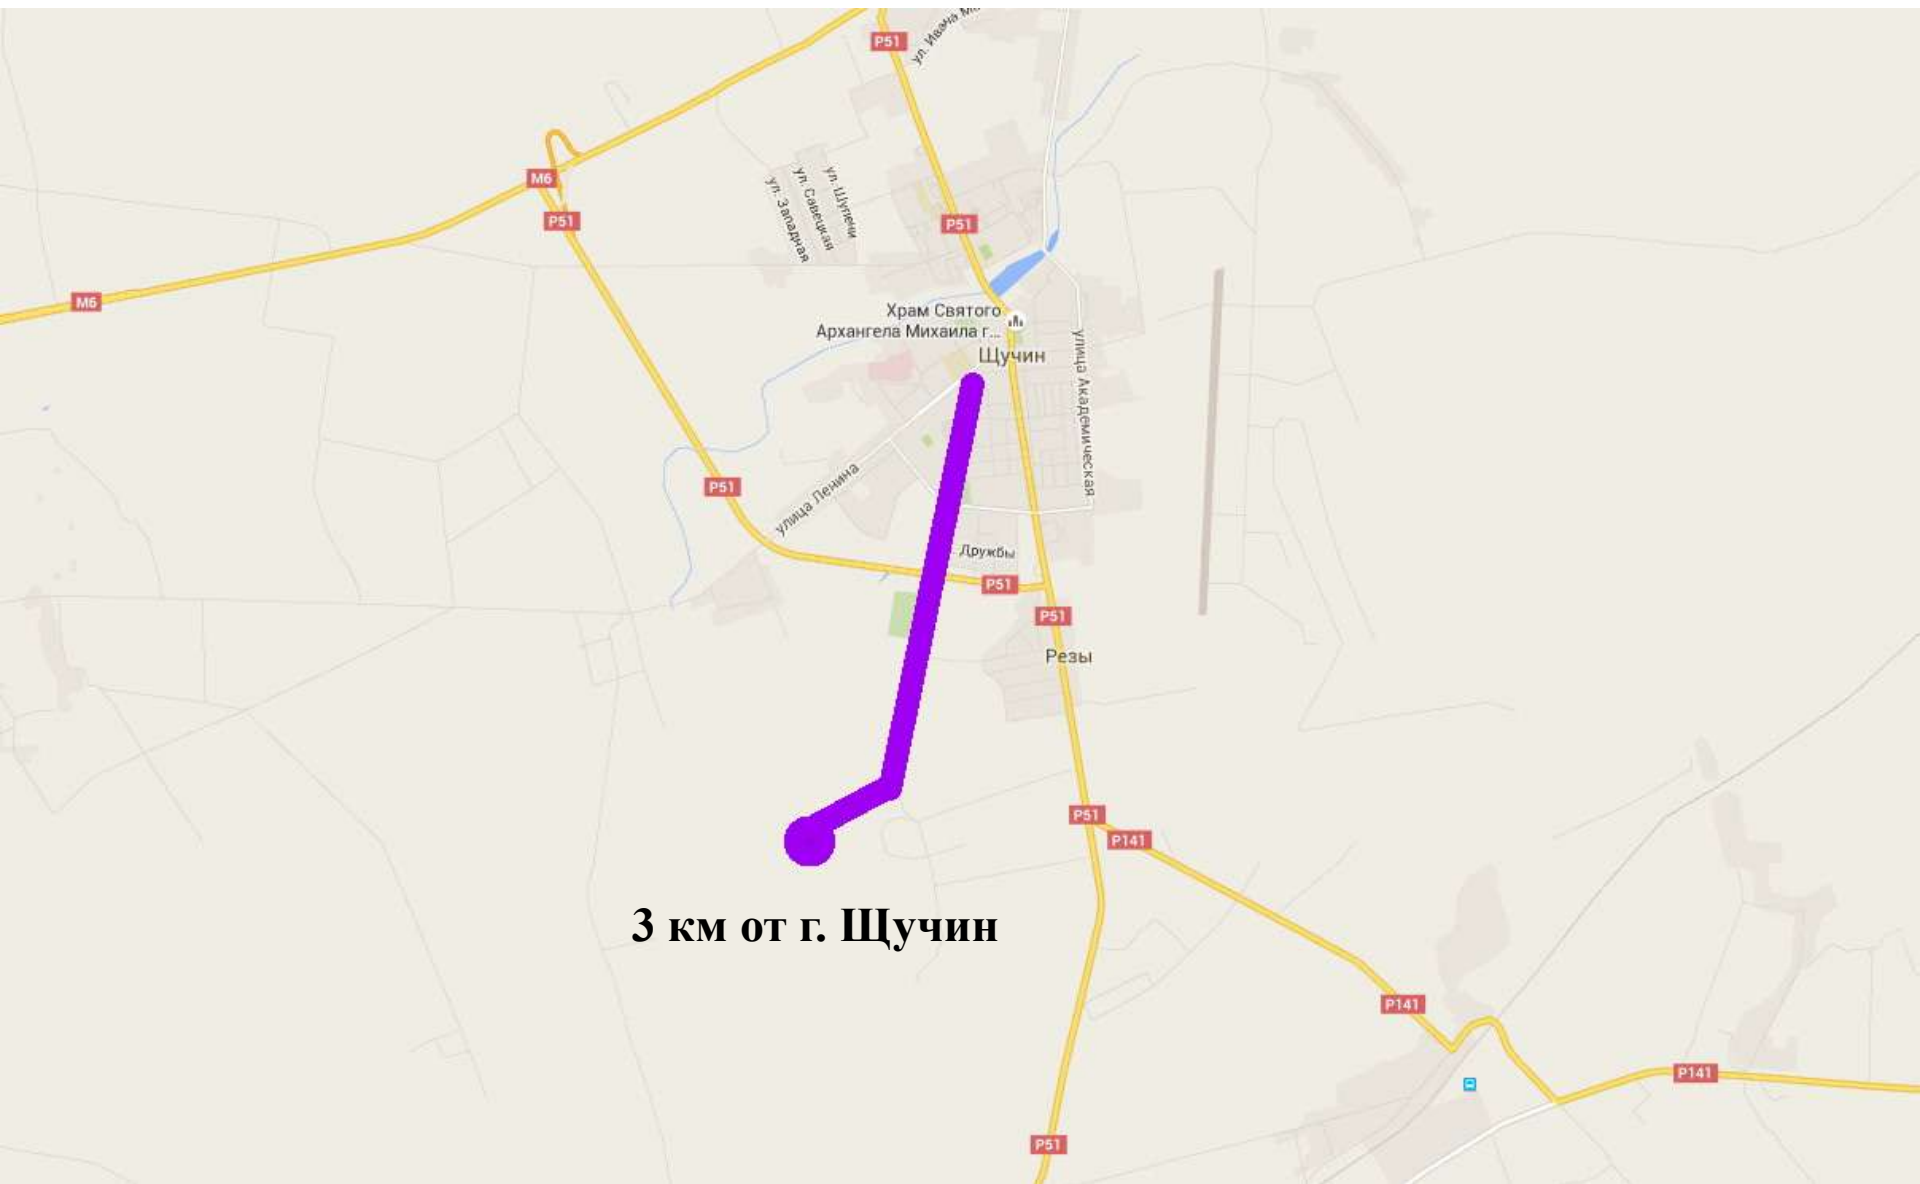 P51
ул. Ивана
M6
P51
ул. Западная
ул. Савецкая
ул. Щупени
P51
M6
Храм Святого
Архангела Михаила г...
Щучин
улица Академическая
P51
улица Ленина
Дружбы
P51
P51
Резы
P51
P141
3 км от г. Щучин
P141
P141
P51